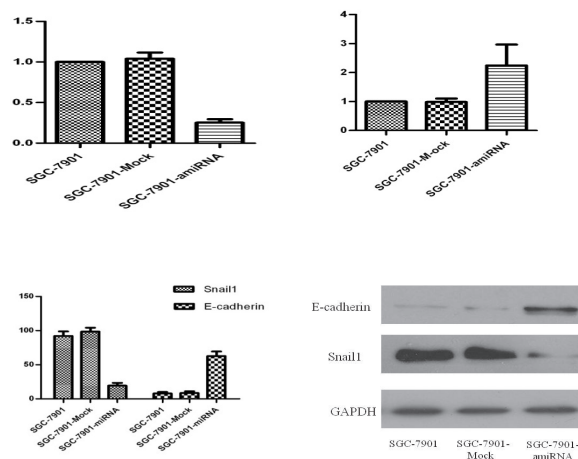 1.5
1.0
0.5
0.0
SGC-7901
SGC-7901-Mock
SGC-7901-amiRNA
4
3
2
1
0
SGC-7901
SGC-7901-M-ock
SGC-7901-amiRNA
Snail1
E-cadherin
150
100
50
0
SGC-7901
SGC-7901-Mock
SGC-7901-miRNA
SGC-7901
SGC-7901-Mock
SGC-7901-miRNA
E-cadherin
Snail1
GAPDH
SGC-7901
SGC-7901-
Mock
SGC-7901-
amiRNA